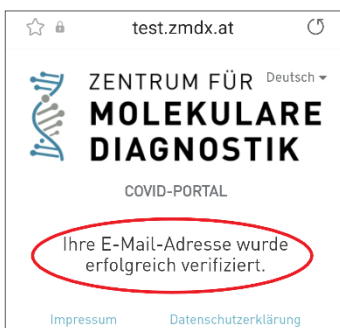 test.zmdx.at
ZENTRUM FÜR Deutsch
MOLEKULARE
DIAGNOSTIK
COVID-PORTAL
Ihre E-Mail-Adresse wurde
erfolgreich verifiziert.
Impressum Datenschutzerklärung